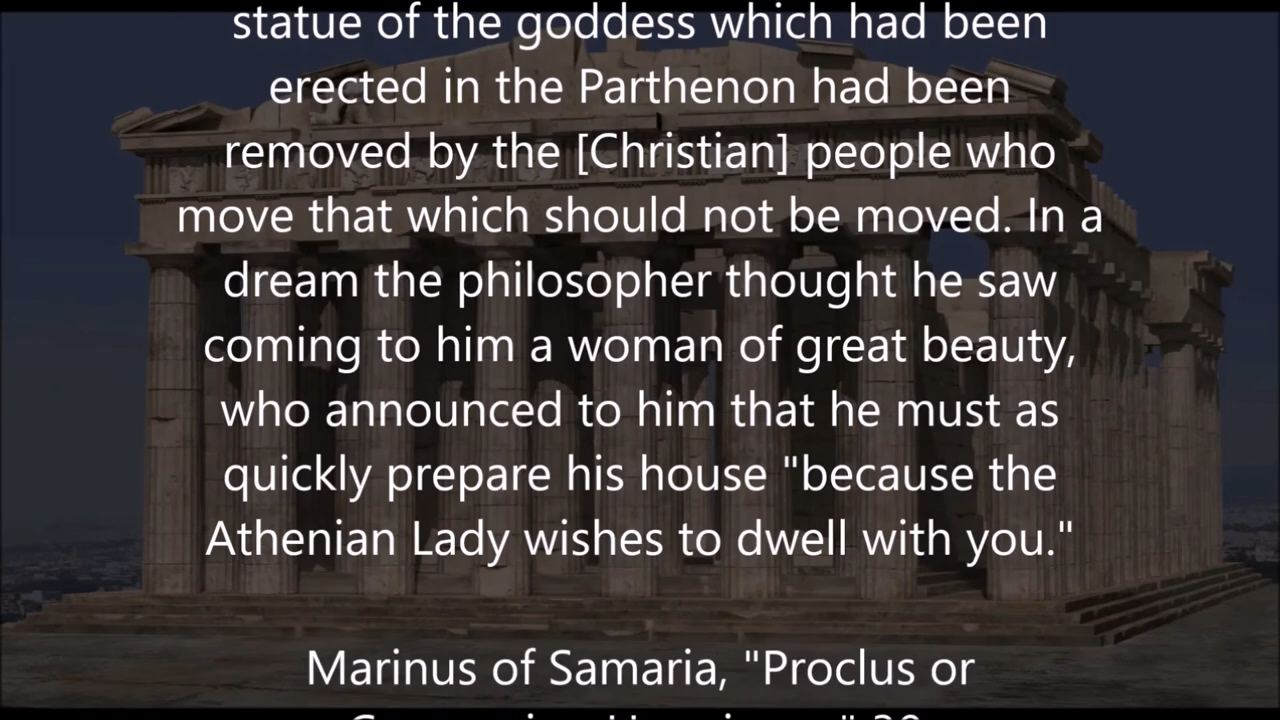 statue of the goddess which had been
erected in the Parthenon had been
removed by the [Christian] people who
move that which should not be moved. In a
dream the philosopher thought he saw
coming to him a woman of great beauty,
who announced to him that he must as
quickly prepare his house "because the
Athenian Lady wishes to dwell with you."
Marinus of Samaria, "Proclus or